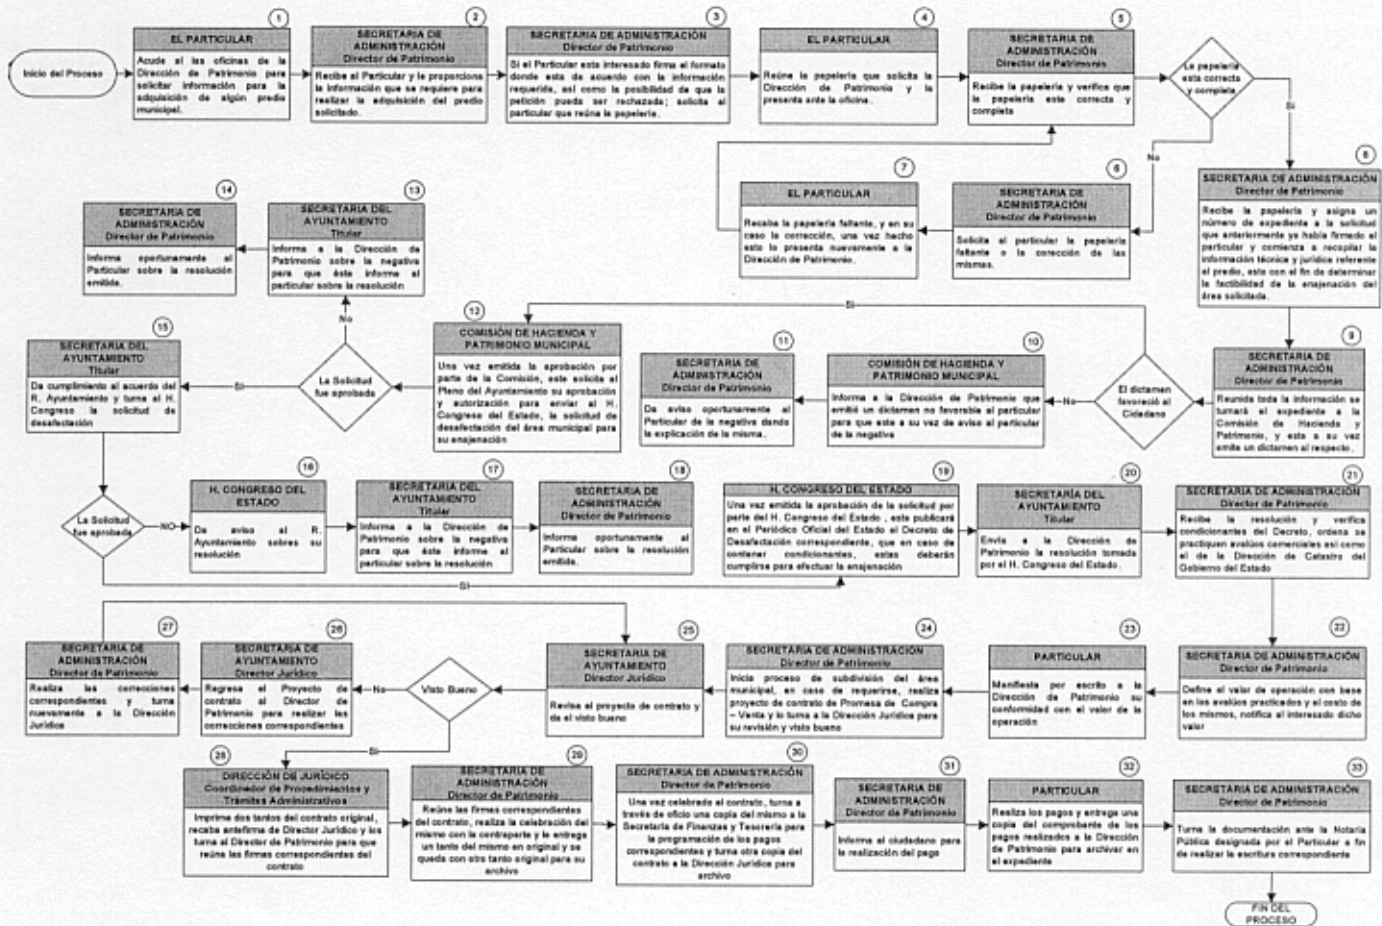 Inicio del Proceso
1
EL PARTICULAR
Acude al las oficinas de la
Dirección de Patrimonio para
solicitar información para la
adquisición de algún predio
municipal.
2
SECRETARIA DE
ADMINISTRACIÓN
Director de Patrimonio
Recibe al Particular y le proporciona
la información que se requiere para
realizar la adquisición del predio
solicitado.
3
SECRETARIA DE ADMINISTRACIÓN
Director de Patrimonio
Si el Particular esta interesado firma el formato
donde esta de acuerdo con la información
requerida, así como la posibilidad de que la
petición pueda ser rechazada; solicita al
particular que reúna la papelería.
4
EL PARTICULAR
Reúne la papelería que solicita la
Dirección de Patrimonio y la
presenta ante la oficina.
5
SECRETARIA DE
ADMINISTRACIÓN
Director de Patrimonio
Recibe la papelería y verifica que
la papelería este correcta y
completa
La papelería
esta correcta
y completa
Si
No
6
SECRETARIA DE
ADMINISTRACIÓN
Director de Patrimonio
Solicita al particular la papelería
faltante o la corección de las
mismas.
7
EL PARTICULAR
Recaba la papelería faltante, y en su
caso la corrección, una vez hecho
esto lo presenta nuevamente a la
Dirección de Patrimonio.
8
SECRETARIA DE ADMINISTRACIÓN
Director de Patrimonio
Recibe la papelería y asigna un
número de expediente a la solicitud
que anteriormente ya había firmado el
particular y comienza a recopilar la
información técnica y jurídica referente
al predio, esto con el fin de determinar
la factibilidad de la enajenación del
área solicitada.
9
SECRETARIA DE
ADMINISTRACIÓN
Director de Patrimonio
Reunida toda la información se
turnará el expediente a la
Comisión de Hacienda y
Patrimonio, y esta a su vez
emite un dictamen al respecto.
El dictamen
favoreció al
Cidadano
Si
No
10
COMISIÓN DE HACIENDA Y
PATRIMONIO MUNICIPAL
Informa a la Dirección de Patrimonio que
emitió un dictamen no favorable al particular
para que este a su vez de aviso al particular
de la negativa
11
SECRETARIA DE
ADMINISTRACIÓN
Director de Patrimonio
Da aviso oportunamente al
Particular de la negativa dando
la explicación de la misma.
12
COMISIÓN DE HACIENDA Y
PATRIMONIO MUNICIPAL
Una vez emitida la aprobación por
parte de la Comisión, este solicita al
Pleno del Ayuntamiento su aprobación
y autorización para enviar al H.
Congreso del Estado, la solicitud de
desafectación del área municipal para
su enajenación
La Solicitud
fue aprobada
No
Si
13
SECRETARIA DEL
AYUNTAMIENTO
Titular
Informa a la Dirección de
Patrimonio sobre la negativa
para que éste informe al
particular sobre la resolución
14
SECRETARIA DE
ADMINISTRACIÓN
Director de Patrimonio
Informa oportunamente al
Particular sobre la resolución
emitida.
15
SECRETARIA DEL
AYUNTAMIENTO
Titular
Da cumplimiento al acuerdo del
R. Ayuntamiento y turna al H.
Congreso la solicitud de
desafectación
La Solicitud
fue aprobada
NO
Si
16
H. CONGRESO DEL
ESTADO
Da aviso al R.
Ayuntamiento sobres su
resolución
17
SECRETARIA DEL
AYUNTAMIENTO
Titular
Informa a la Dirección de
Patrimonio sobre la negativa
para que éste informe al
particular sobre la resolución
18
SECRETARIA DE
ADMINISTRACIÓN
Director de Patrimonio
Informa oportunamente al
Particular sobre la resolución
emitida.
19
H. CONGRESO DEL ESTADO
Una vez emitida la aprobación de la solicitud por
parte del H. Congreso del Estado , este publicará
en el Periódico Oficial del Estado el Decreto de
Desafectación correspondiente, que en caso de
contener condicionantes, estas deberán
cumplirse para efectuar la enajenación
20
SECRETARÍA DEL
AYUNTAMIENTO
Titular
Envía a la Dirección de
Patrimonio la resolución tomada
por el H. Congreso del Estado.
21
SECRETARIA DE ADMINISTRACIÓN
Director de Patrimonio
Recibe la resolución y verifica
condicionantes del Decreto, ordena se
practiquen avalúos comerciales así como
el de la Dirección de Catastro del
Gobierno del Estado
22
SECRETARIA DE ADMINISTRACIÓN
Director de Patrimonio
Define el valor de operación con base
en los avalúos practicados y el costo de
los mismos, notifica al interesado dicho
valor
23
PARTICULAR
Manifiesta por escrito a la
Dirección de Patrimonio su
conformidad con el valor de la
operación
24
SECRETARIA DE ADMINISTRACIÓN
Director de Patrimonio
Inicia proceso de subdivisión del área
municipal, en caso de requerirse, realiza
proyecto de contrato de Promesa de Compra
– Venta y lo turna a la Dirección Jurídica para
su revisión y visto bueno
25
SECRETARIA DE
AYUNTAMIENTO
Director Jurídico
Revisa el proyecto de contrato y da
el visto bueno
Visto Bueno
No
Si
26
SECRETARIA DE
AYUNTAMIENTO
Director Jurídico
Regresa el Proyecto de
contrato al Director de
Patrimonio para realizar las
correcciones correspondientes
27
SECRETARIA DE
ADMINISTRACIÓN
Director de Patrimonio
Realiza las correcciones
correspondientes y turna
nuevamente a la Dirección
Jurídica
28
DIRECCIÓN DE JURÍDICO
Coordinador de Procedimientos y
Trámites Administrativos
Imprime dos tantos del contrato original,
recaba antefirma de Director Jurídico y los
turna al Director de Patrimonio para que
reúna las firmas correspondientes del
contrato
29
SECRETARIA DE
ADMINISTRACIÓN
Director de Patrimonio
Reúne las firmas correspondientes
del contrato, realiza la celebración del
mismo con la contraparte y le entrega
un tanto del mismo en original y se
queda con otro tanto original para su
archivo
30
SECRETARIA DE ADMINISTRACIÓN
Director de Patrimonio
Una vez celebrado el contrato, turna a
través de oficio una copia del mismo a la
Secretaría de Finanzas y Tesorería para
la programación de los pagos
correspondientes y turna otra copia del
contrato a la Dirección Jurídica para
archivo
31
SECRETARIA DE
ADMINISTRACIÓN
Director de Patrimonio
Informa al ciudadano para
la realización del pago
32
PARTICULAR
Realiza los pagos y entrega una
copia del comprobante de los
pagos realizados a la Dirección
de Patrimonio para archivar en
el expediente
33
SECRETARIA DE ADMINISTRACIÓN
Director de Patrimonio
Turna la documentación ante la Notaría
Pública designada por el Particular a fin
de realizar la escritura correspondiente
FIN DEL
PROCESO